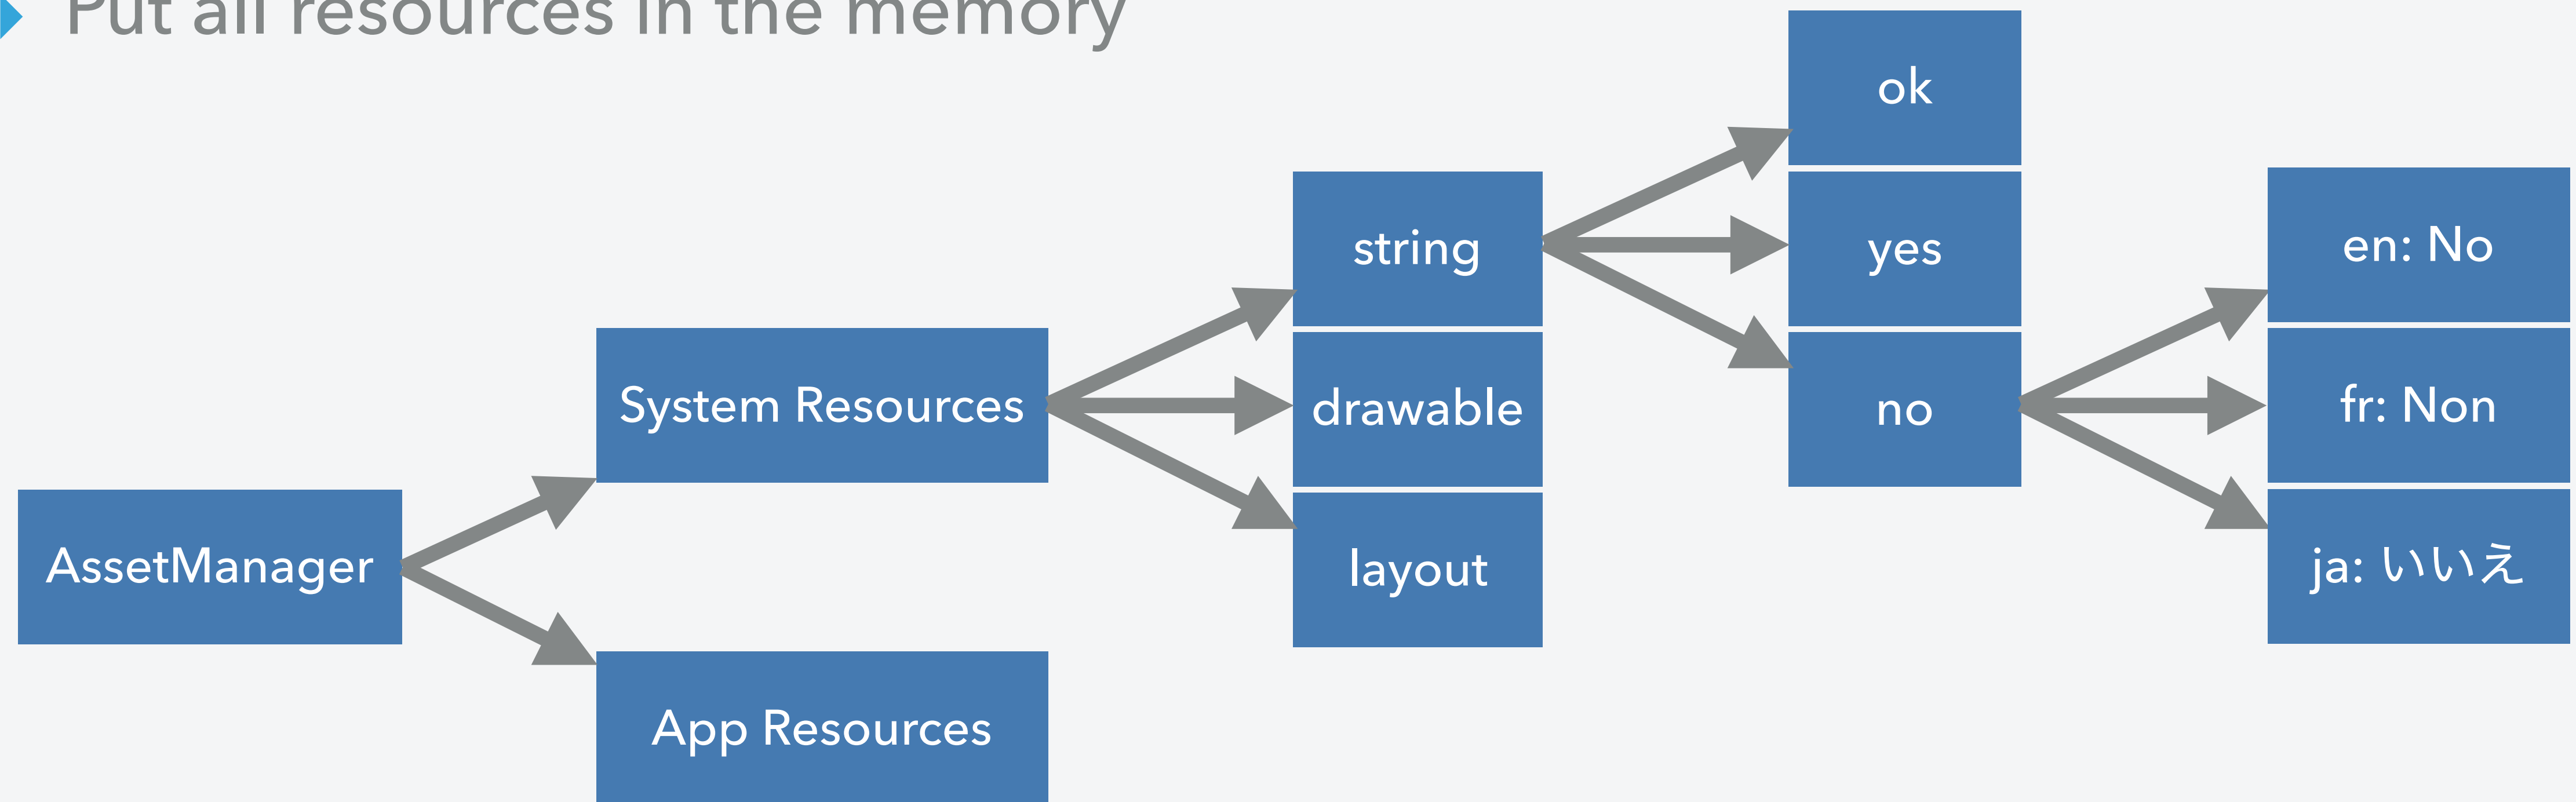 Put all resources in the memory
AssetManager
System Resources
App Resources
string
drawable
layout
ok
yes
no
en: No
fr: Non
ja: いいえ